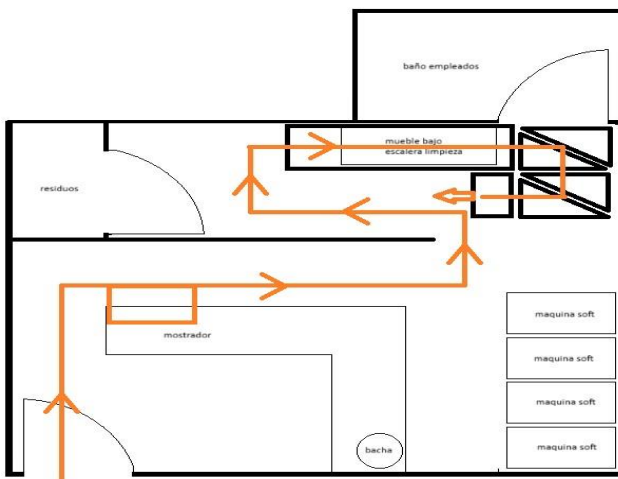 baño empleados
mueble bajo
escalera limpieza
residuos
maquina soft
mostrador
maquina soft
maquina soft
maquina soft
bacha